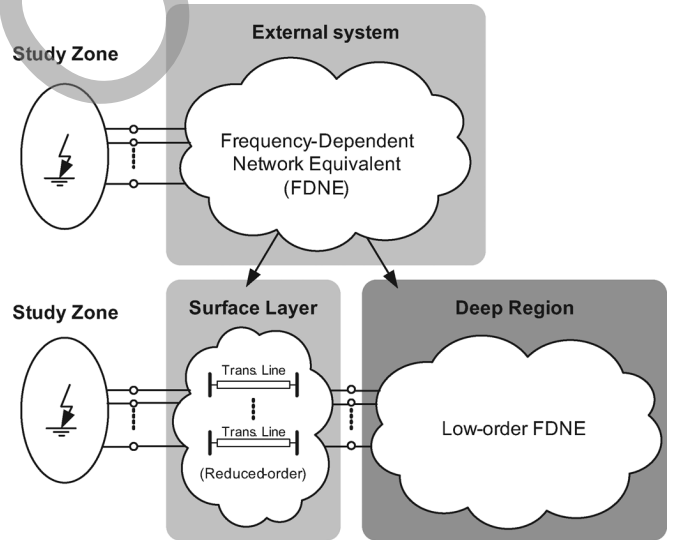 External system
Study Zone
Frequency-Dependent
Network Equivalent
(FDNE)
Study Zone
Surface Layer
Deep Region
Trans. Line
Trans. Line
(Reduced-order)
Low-order FDNE